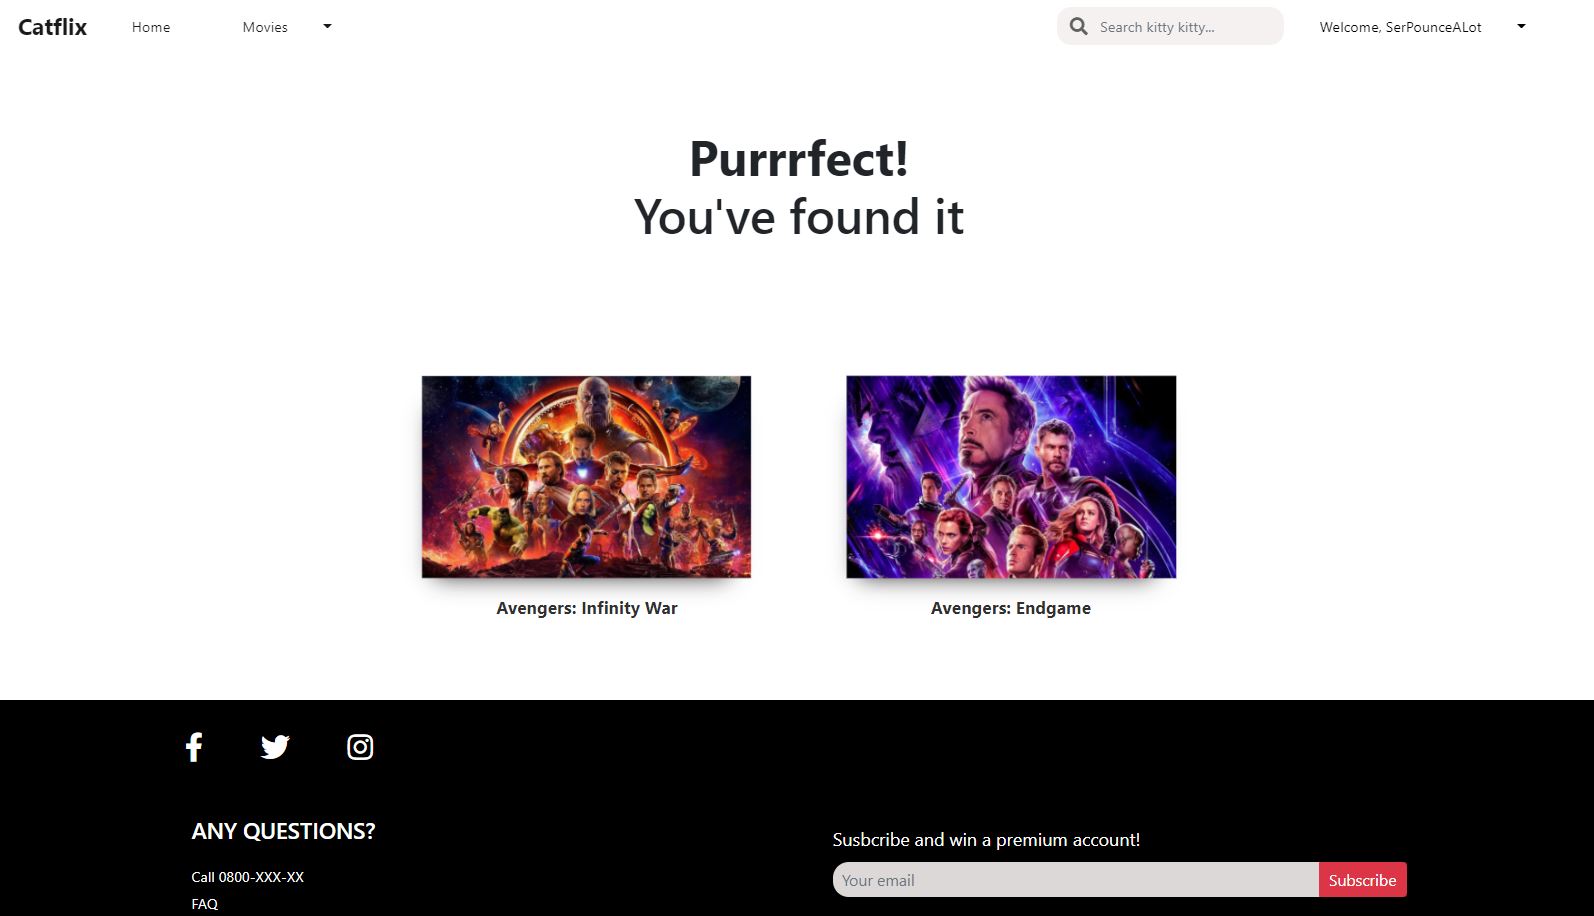 Catflix Home Movies Search kitty kitty... Welcome, SerPounceALot
Purrrfect!
You've found it
Avengers: Infinity War
Avengers: Endgame
ANY QUESTIONS?
Call 0800-XXX-XX
FAQ
Susbcribe and win a premium account!
Your email Subscribe